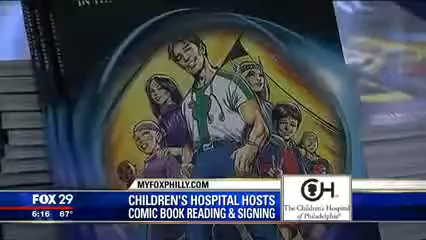 MYFOXPHILLY.COM
FOX 29
6:16 67°
CHILDREN'S HOSPITAL HOSTS
COMIC BOOK READING & SIGNING
CH
The Children's Hospital
of Philadelphia®